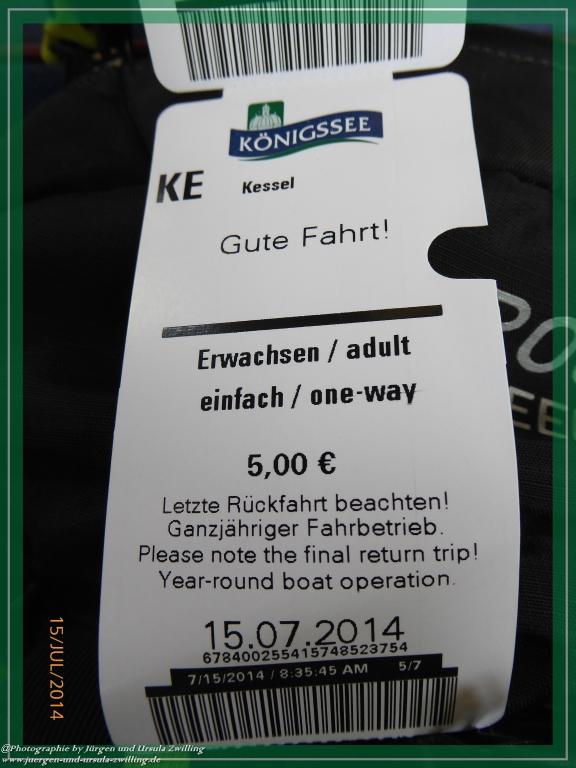 KÖNIGSSEE
KE Kessel
Gute Fahrt!
Erwachsen / adult
einfach / one-way
5,00 €
Letzte Rückfahrt beachten!
Ganzjähriger Fahrbetrieb.
Please note the final return trip!
Year-round boat operation.
15.07.2014
678400255415748523754
7/15/2014 / 8:35:45 AM 5/7
15/JUL/2014
@Photographie by Jürgen und Ursula Zwilling
www.juergen-und-ursula-zwilling.de